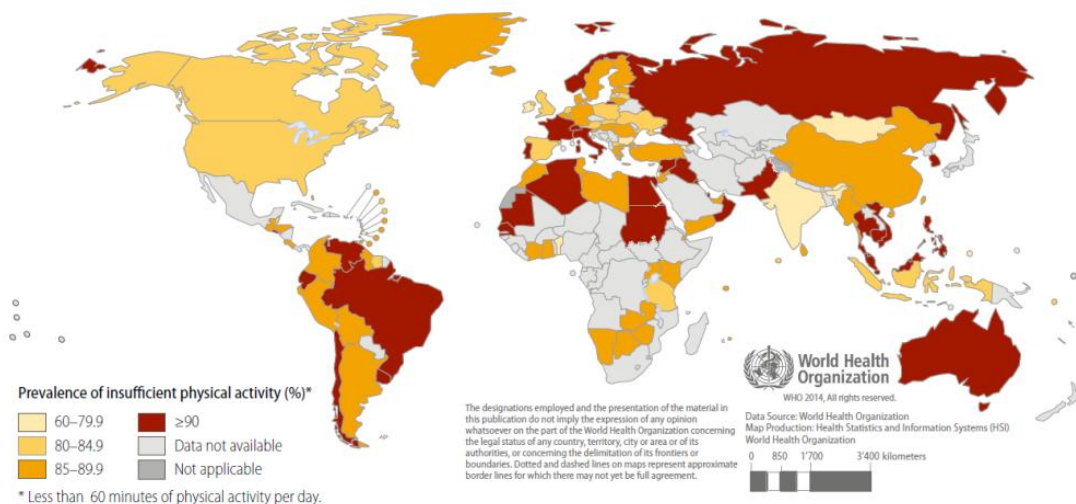 Prevalence of insufficient physical activity (%)*
60–79.9
80–84.9
85–89.9
≥90
Data not available
Not applicable
* Less than 60 minutes of physical activity per day.
The designations employed and the presentation of the material in
this publication do not imply the expression of any opinion
whatsoever on the part of the World Health Organization concerning
the legal status of any country, territory, city or area or of its
authorities, or concerning the delimitation of its frontiers or
boundaries. Dotted and dashed lines on maps represent approximate
border lines for which there may not yet be full agreement.
World Health
Organization
WHO 2014, All rights reserved.
Data Source: World Health Organization
Map Production: Health Statistics and Information Systems (HSI)
World Health Organization
0 850 1'700 3'400 kilometers